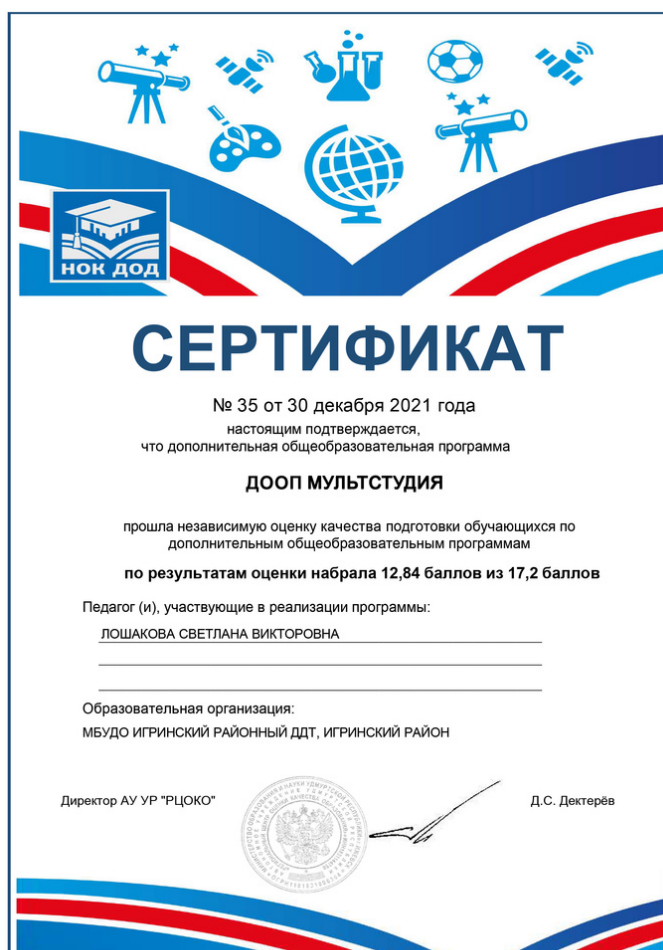 НОК ДОД
СЕРТИФИКАТ
№ 35 от 30 декабря 2021 года
настоящим подтверждается,
что дополнительная общеобразовательная программа
ДООП МУЛЬТСТУДИЯ
прошла независимую оценку качества подготовки обучающихся по
дополнительным общеобразовательным программам
по результатам оценки набрала 12,84 баллов из 17,2 баллов
Педагог (и), участвующие в реализации программы:
ЛОШАКОВА СВЕТЛАНА ВИКТОРОВНА
Образовательная организация:
МБУДО ИГРИНСКИЙ РАЙОННЫЙ ДДТ, ИГРИНСКИЙ РАЙОН
Директор АУ УР "РЦОКО"
Д.С. Дектерёв